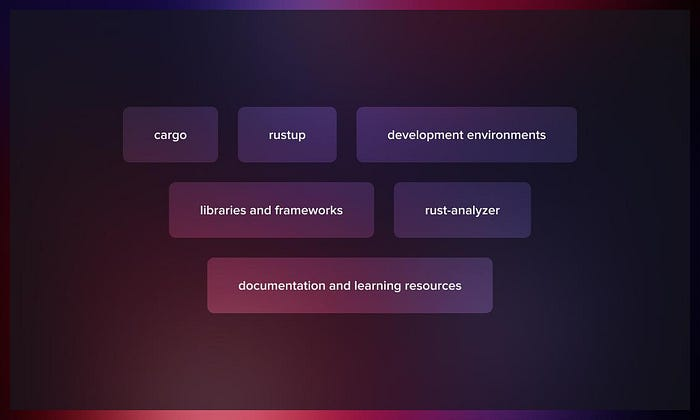 cargo
rustup
development environments
libraries and frameworks
rust-analyzer
documentation and learning resources